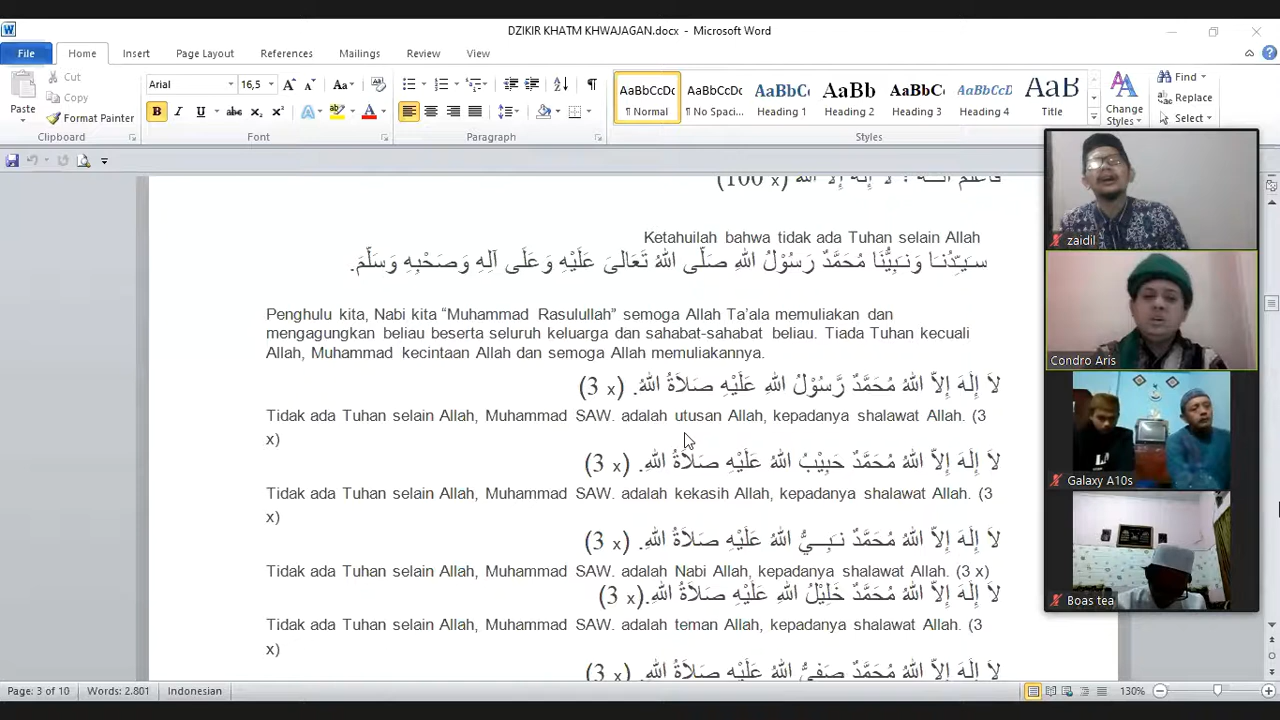 DZIKIR KHATM KHWAJAGAN.docx - Microsoft Word
File Home Insert Page Layout References Mailings Review View
Paste
Cut
Copy
Format Painter
Clipboard
Arial 16,5
Font
Paragraph
AaBbCcDc AaBbCcDc AaBbC AaBb AaBbC AaBbCcD AaB
¶ Normal ¶ No Spaci... Heading 1 Heading 2 Heading 3 Heading 4 Title
Change Styles
Styles
Find
Replace
Select
لا إله إلا الله (100 x)
Ketahuilah bahwa tidak ada Tuhan selain Allah
سَيِّدُنَا وَنَبِيُّنَا مُحَمَّدٌ رَسُوْلُ اللهِ صَلَّى اللهُ تَعَالىَ عَلَيْهِ وَعَلَى آلِهِ وَصَحْبِهِ وَسَلَّمَ.
Penghulu kita, Nabi kita “Muhammad Rasulullah” semoga Allah Ta’ala memuliakan dan
mengagungkan beliau beserta seluruh keluarga dan sahabat-sahabat beliau. Tiada Tuhan kecuali
Allah, Muhammad kecintaan Allah dan semoga Allah memuliakannya.
لاَ إِلَهَ إِلاَّ اللهُ مُحَمَّدٌ رَّسُوْلُ اللهِ عَلَيْهِ صَلاَةُ اللهُ. (3 x)
Tidak ada Tuhan selain Allah, Muhammad SAW. adalah utusan Allah, kepadanya shalawat Allah. (3
x)
لاَ إِلَهَ إِلاَّ اللهُ مُحَمَّدٌ حَبِيْبُ اللهُ عَلَيْهِ صَلاَةُ اللهِ. (3 x)
Tidak ada Tuhan selain Allah, Muhammad SAW. adalah kekasih Allah, kepadanya shalawat Allah. (3
x)
لاَ إِلَهَ إِلاَّ اللهُ مُحَمَّدٌ نَـبِـيُّ اللهُ عَلَيْهِ صَلاَةُ اللهِ. (3 x)
Tidak ada Tuhan selain Allah, Muhammad SAW. adalah Nabi Allah, kepadanya shalawat Allah. (3 x)
لاَ إِلَهَ إِلاَّ اللهُ مُحَمَّدٌ خَلِيْلُ اللهِ عَلَيْهِ صَلاَةُ اللهِ.(3 x)
Tidak ada Tuhan selain Allah, Muhammad SAW. adalah teman Allah, kepadanya shalawat Allah. (3
x)
لاَ إِلَهَ إِلاَّ اللهُ مُحَمَّدٌ صَفِيُّ اللهُ عَلَيْهِ صَلاَةُ اللهِ. (3 x)
zaidil
Condro Aris
Galaxy A10s
Boas tea
Page: 3 of 10 Words: 2.801 Indonesian 130%